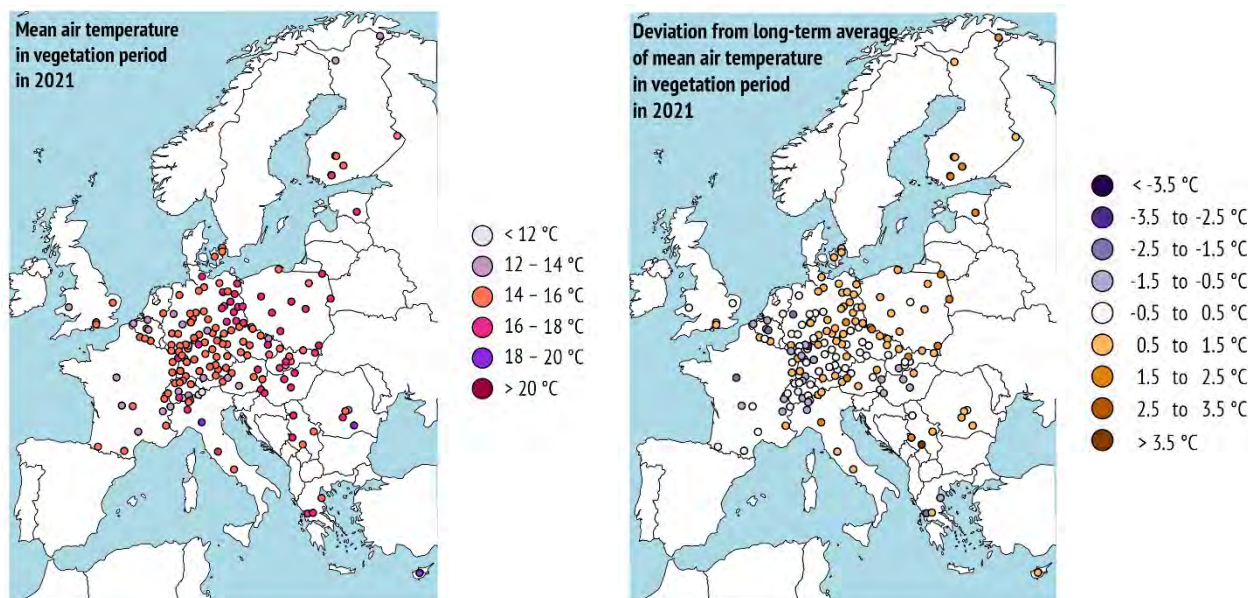 Mean air temperature
in vegetation period
in 2021
< 12 °C
12 – 14 °C
14 – 16 °C
16 – 18 °C
18 – 20 °C
> 20 °C
Deviation from long-term average
of mean air temperature
in vegetation period
in 2021
< -3.5 °C
-3.5 to -2.5 °C
-2.5 to -1.5 °C
-1.5 to -0.5 °C
-0.5 to 0.5 °C
0.5 to 1.5 °C
1.5 to 2.5 °C
2.5 to 3.5 °C
> 3.5 °C